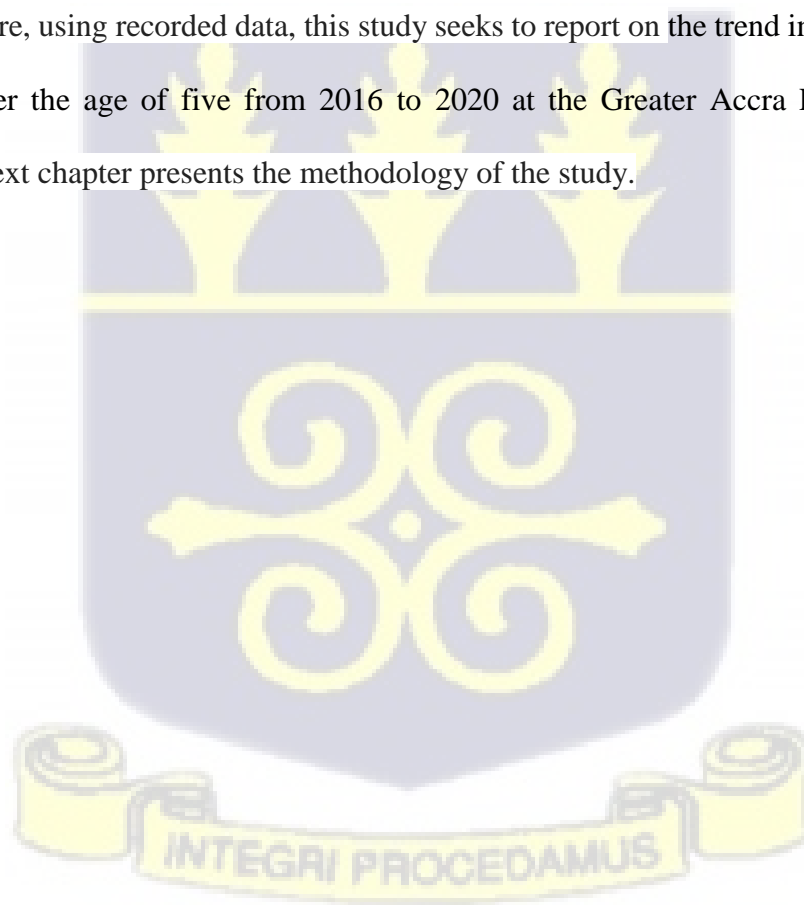 re, using recorded data, this study seeks to report on the trend in
er the age of five from 2016 to 2020 at the Greater Accra
ext chapter presents the methodology of the study.
INTEGRI PROCEDAMUS